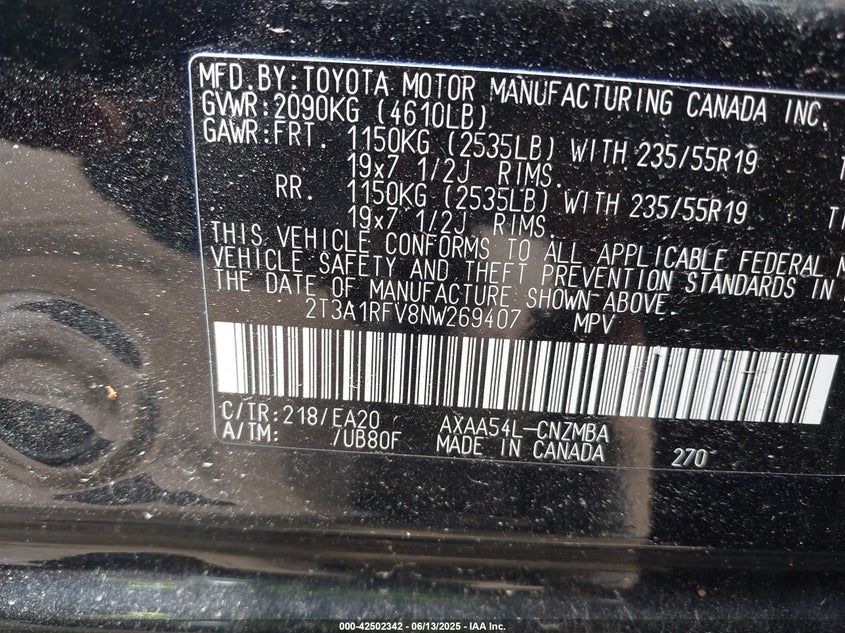 MFD.BY:TOYOTA MOTOR MANUFACTURING CANADA INC.
GVWR:2090KG (4610LB)
GAWR:FRT. 1150KG (2535LB) WITH 235/55R19
19x7 1/2J RIMS.
RR. 1150KG (2535LB) WITH 235/55R19
19x7 1/2J RIMS.
THIS VEHICLE CONFORMS TO ALL APPLICABLE FEDERAL
VEHICLE SAFETY AND THEFT PREVENTION STANDARDS IN
THE DATE OF MANUFACTURE SHOWN ABOVE.
2T3A1RFV8NW269407 MPV
C/TR:218/EA20 AXAA54L-CNZMBA
A/TM: /UB80F MADE IN CANADA 270
000-42502342 - 06/13/2025 - IAA Inc.